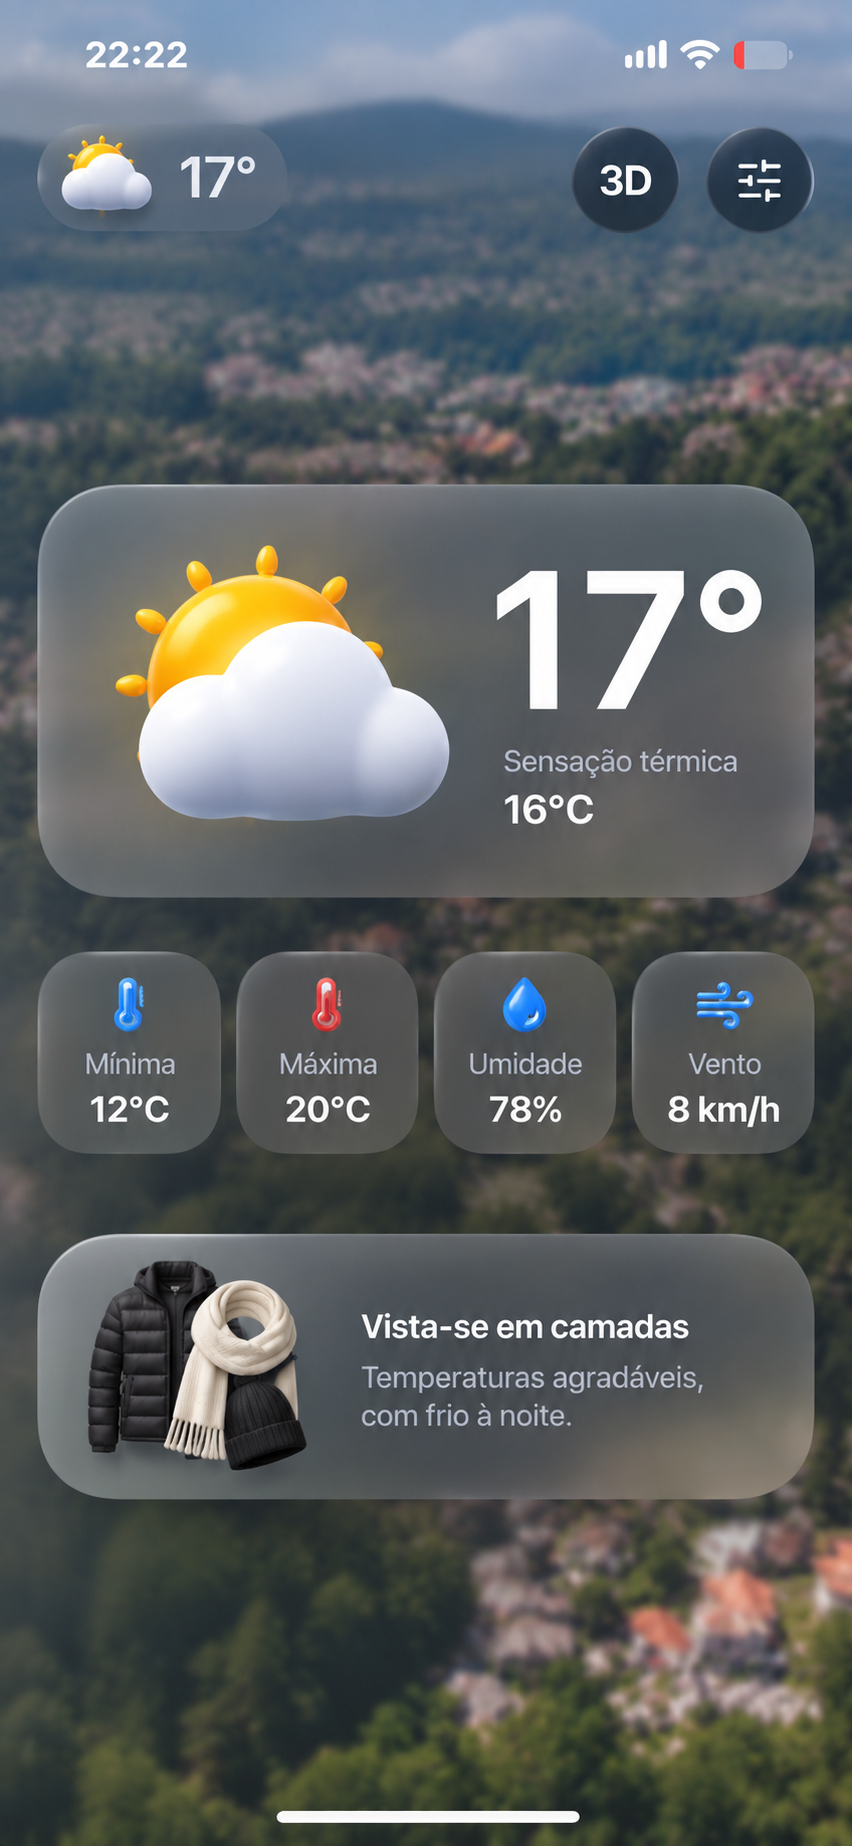 22:22
17°
3D
17°
Sensação térmica
16°C
Mínima
12°C
Máxima
20°C
Umidade
78%
Vento
8 km/h
Vista-se em camadas
Temperaturas agradáveis,
com frio à noite.